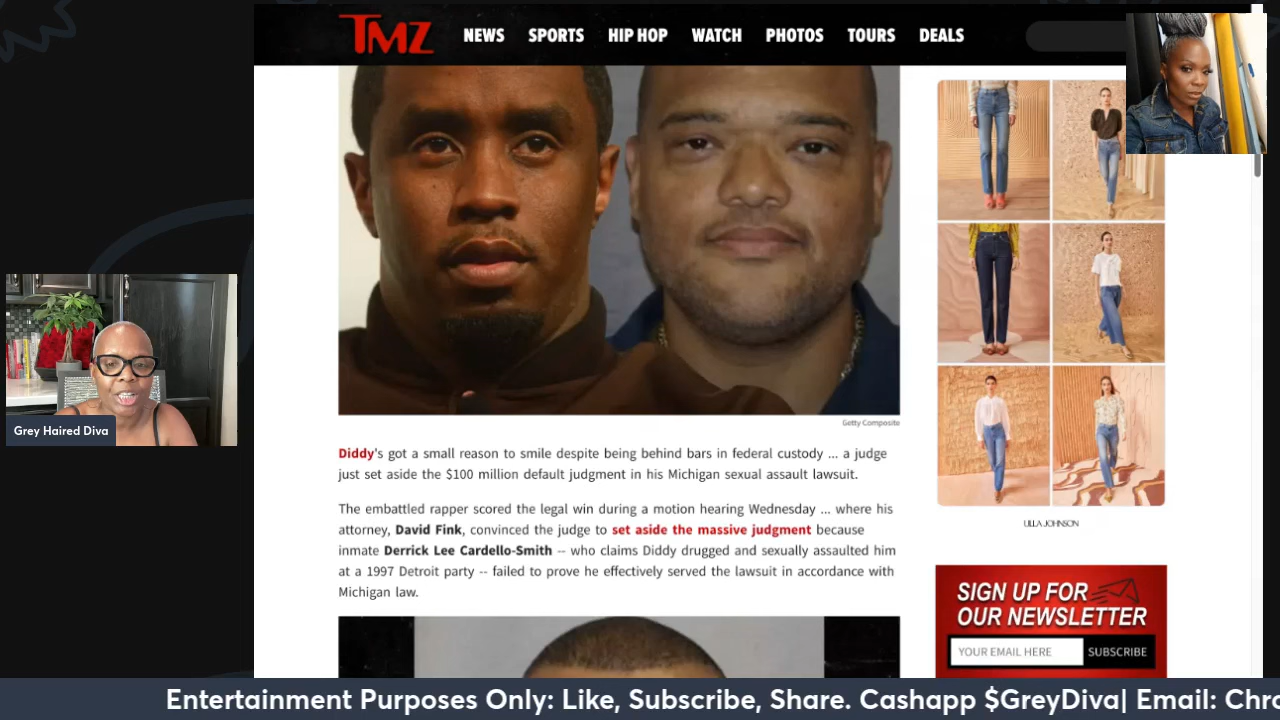 TMZ
NEWS SPORTS HIP HOP WATCH PHOTOS TOURS DEALS
Getty Composite
Diddy's got a small reason to smile despite being behind bars in federal custody ... a judge
just set aside the $100 million default judgment in his Michigan sexual assault lawsuit.
The embattled rapper scored the legal win during a motion hearing Wednesday ... where his
attorney, David Fink, convinced the judge to set aside the massive judgment because
inmate Derrick Lee Cardello-Smith -- who claims Diddy drugged and sexually assaulted him
at a 1997 Detroit party -- failed to prove he effectively served the lawsuit in accordance with
Michigan law.
ULLA JOHNSON
SIGN UP FOR
OUR NEWSLETTER
YOUR EMAIL HERE SUBSCRIBE
Grey Haired Diva
Entertainment Purposes Only: Like, Subscribe, Share. Cashapp $GreyDiva| Email: Chro